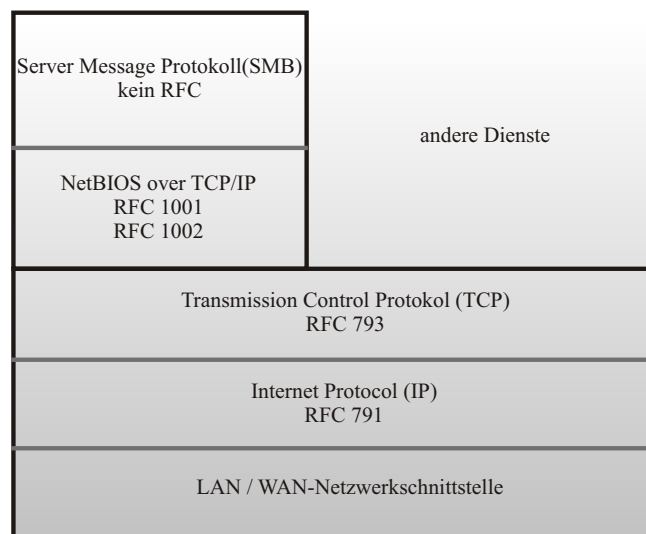 Server Message Protokoll(SMB)
kein RFC
andere Dienste
NetBIOS over TCP/IP
RFC 1001
RFC 1002
Transmission Control Protokol (TCP)
RFC 793
Internet Protocol (IP)
RFC 791
LAN / WAN-Netzwerkschnittstelle